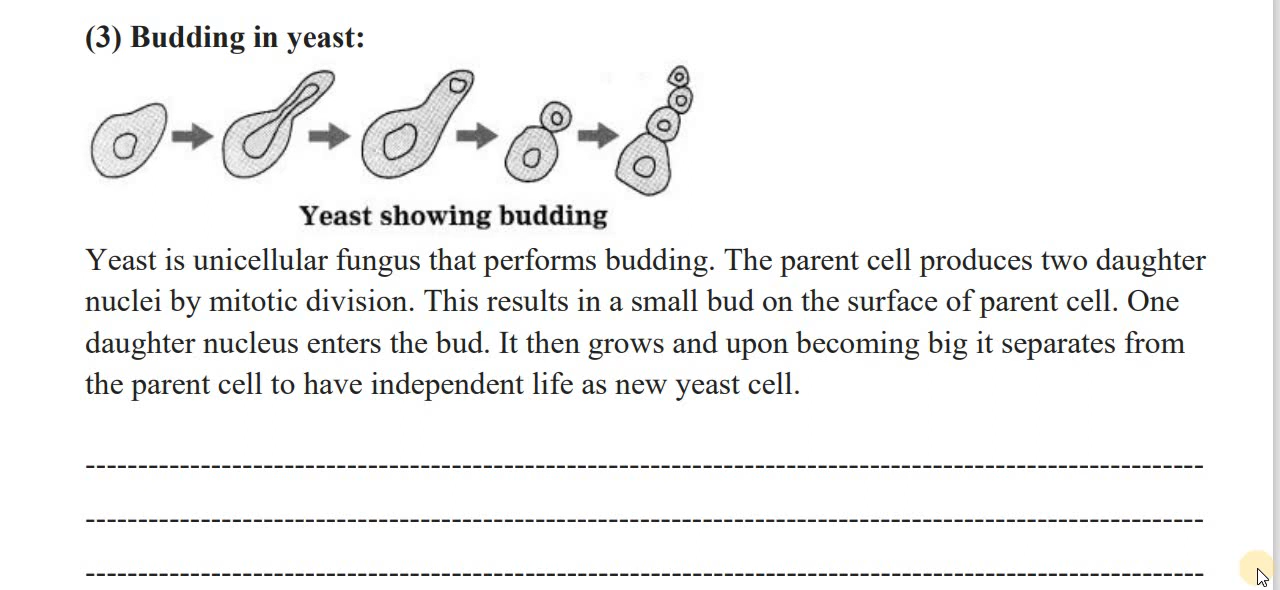 (3) Budding in yeast:
Yeast showing budding
Yeast is unicellular fungus that performs budding. The parent cell produces two daughter
nuclei by mitotic division. This results in a small bud on the surface of parent cell. One
daughter nucleus enters the bud. It then grows and upon becoming big it separates from
the parent cell to have independent life as new yeast cell.